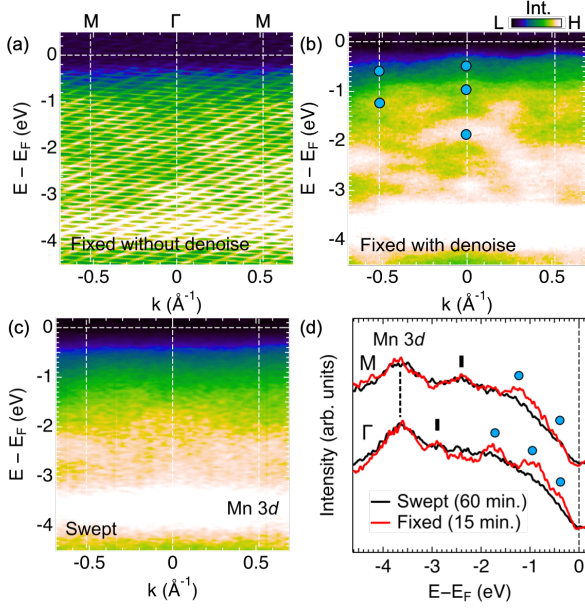 Int.
L H
(a) M Γ M
(b)
0
-1
-2
-3
-4
E − E_F (eV)
Fixed without denoise
-0.5 0 0.5
k (Å⁻¹)
0
-1
-2
-3
-4
E − E_F (eV)
Fixed with denoise
-0.5 0 0.5
k (Å⁻¹)
(c)
0
-1
-2
-3
-4
E − E_F (eV)
Mn 3d
Swept
-0.5 0 0.5
k (Å⁻¹)
(d)
Mn 3d
M
Γ
Intensity (arb. units)
Swept (60 min.)
Fixed (15 min.)
-4 -3 -2 -1 0
E−E_F (eV)